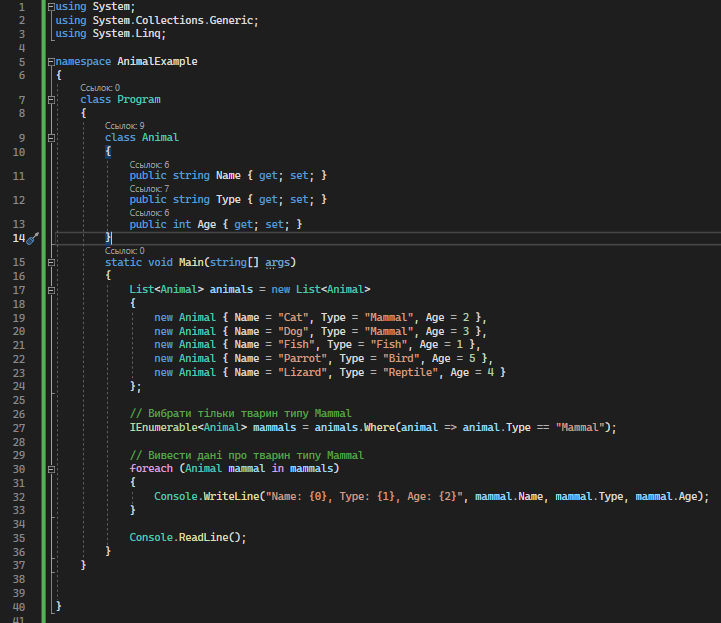 1 using System;
2 using System.Collections.Generic;
3 using System.Linq;
4
5 namespace AnimalExample
6 {
Ссылок: 0
7 class Program
8 {
Ссылок: 9
9 class Animal
10 {
Ссылок: 6
11 public string Name { get; set; }
Ссылок: 7
12 public string Type { get; set; }
Ссылок: 6
13 public int Age { get; set; }
14 }
Ссылок: 0
15 static void Main(string[] args)
16 {
17 List<Animal> animals = new List<Animal>
18 {
19 new Animal { Name = "Cat", Type = "Mammal", Age = 2 },
20 new Animal { Name = "Dog", Type = "Mammal", Age = 3 },
21 new Animal { Name = "Fish", Type = "Fish", Age = 1 },
22 new Animal { Name = "Parrot", Type = "Bird", Age = 5 },
23 new Animal { Name = "Lizard", Type = "Reptile", Age = 4 }
24 };
25
26 // Вибрати тільки тварин типу Mammal
27 IEnumerable<Animal> mammals = animals.Where(animal => animal.Type == "Mammal");
28
29 // Вивести дані про тварин типу Mammal
30 foreach (Animal mammal in mammals)
31 {
32 Console.WriteLine("Name: {0}, Type: {1}, Age: {2}", mammal.Name, mammal.Type, mammal.Age);
33 }
34
35 Console.ReadLine();
36 }
37 }
38
39
40 }
41